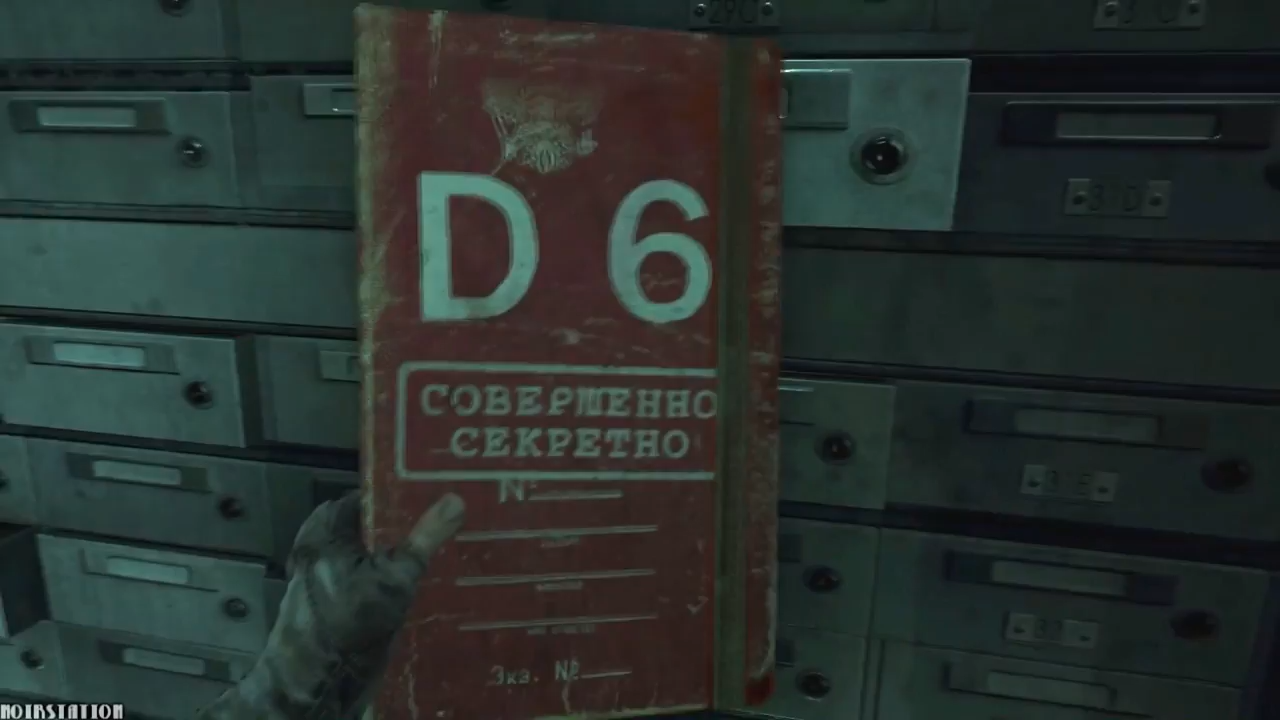 D 6
СОВЕРШЕННО
СЕКРЕТНО
№
Экз. №
NOIRSTATION